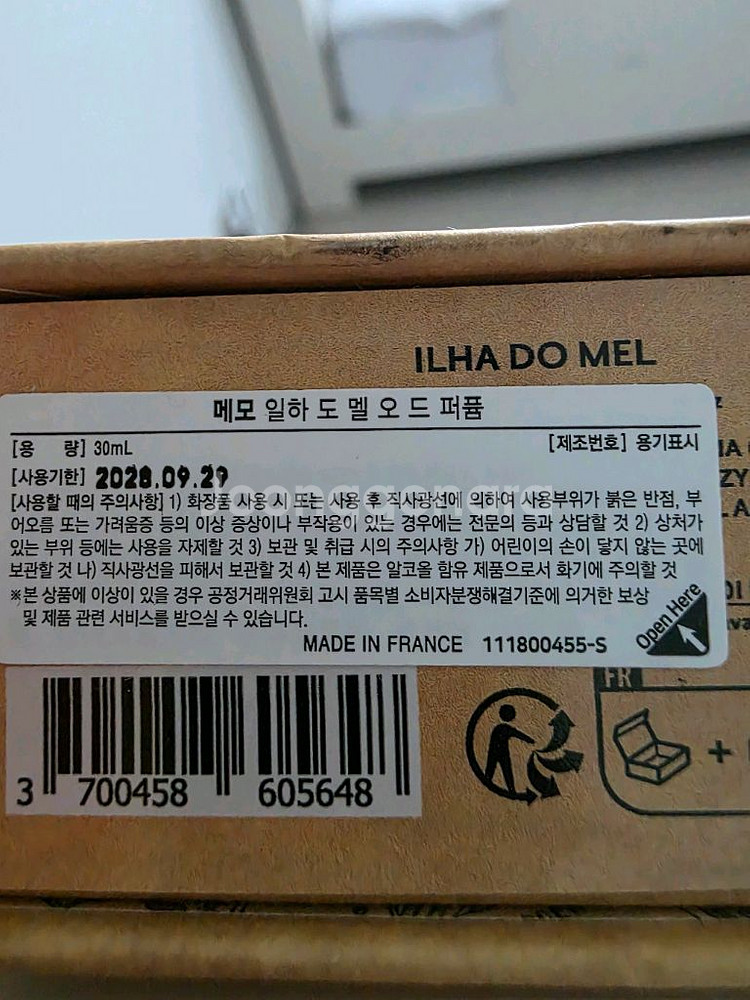 ILHA DO MEL
메모 일하 도 멜 오 드 퍼퓸
[용 량] 30mL
[제조번호] 용기표시
[사용기한] 2028.09.29
[사용할 때의 주의사항] 1) 화장품 사용 시 또는 사용 후 직사광선에 의하여 사용부위가 붉은 반점, 부
어오름 또는 가려움증 등의 이상 증상이나 부작용이 있는 경우에는 전문의 등과 상담할 것 2) 상처가
있는 부위 등에는 사용을 자제할 것 3) 보관 및 취급 시의 주의사항 가) 어린이의 손이 닿지 않는 곳에
보관할 것 나) 직사광선을 피해서 보관할 것 4) 본 제품은 알코올 함유 제품으로서 화기에 주의할 것
※본 상품에 이상이 있을 경우 공정거래위원회 고시 품목별 소비자분쟁해결기준에 의거한 보상
및 제품 관련 서비스를 받으실 수 있습니다.
Open Here
MADE IN FRANCE 111800455-S
FR
+
3 700458 605648